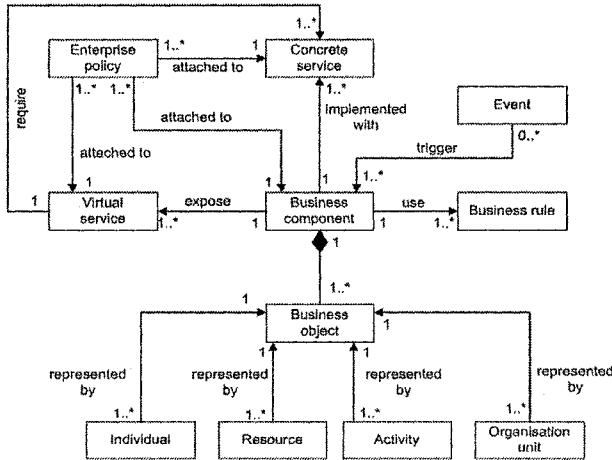 1..*
Enterprise
policy
1..*
attached to
1
Concrete
service
1..*
1..*
1..*
require
attached to
implemented
with
Event
0..*
trigger
attached to
1
1
1
1..*
1
Virtual
service
1..*
expose
1
Business
component
1
use
1..*
Business rule
1
1..*
1
Business
object
1
1
1
represented
by
represented
by
represented
by
represented
by
1..*
1..*
1..*
1..*
Individual
Resource
Activity
Organisation
unit